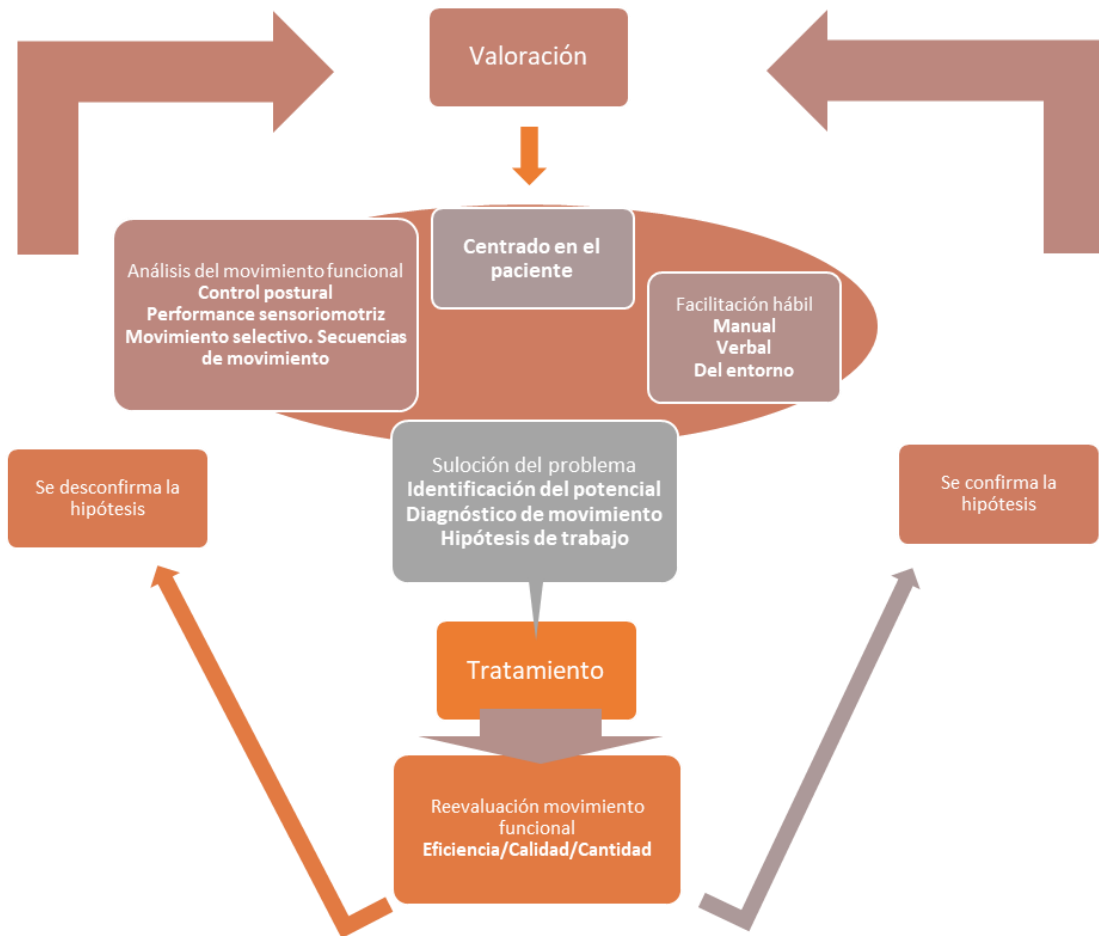 Valoración
Centrado en el
paciente
Análisis del movimiento funcional
Control postural
Performance sensoriomotriz
Movimiento selectivo. Secuencias
de movimiento
Facilitación hábil
Manual
Verbal
Del entorno
Suloción del problema
Identificación del potencial
Diagnóstico de movimiento
Hipótesis de trabajo
Se desconfirma la
hipótesis
Se confirma la
hipótesis
Tratamiento
Reevaluación movimiento
funcional
Eficiencia/Calidad/Cantidad